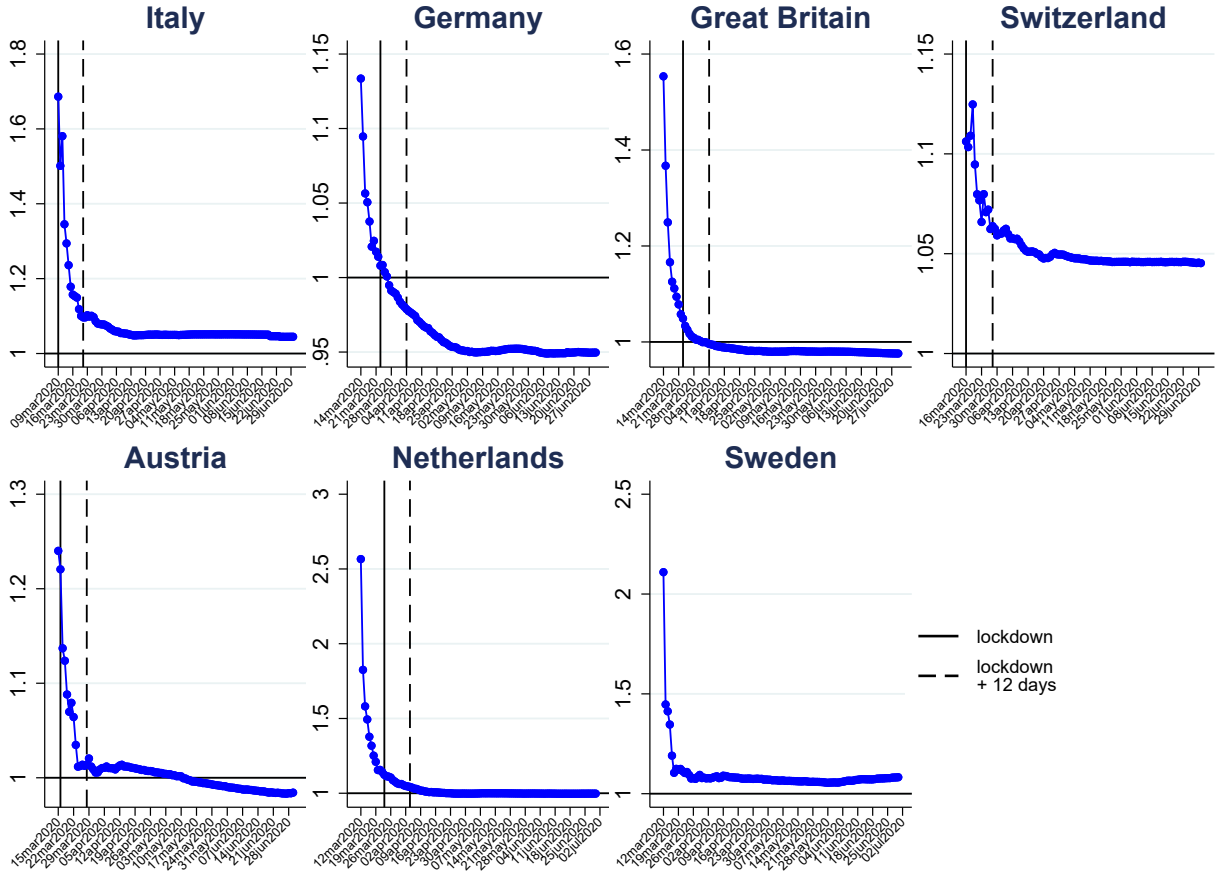 Italy
1.8
1.6
1.4
1.2
1
09mar2020
16mar2020
23mar2020
30mar2020
06apr2020
13apr2020
20apr2020
27apr2020
04may2020
11may2020
18may2020
25may2020
01jun2020
08jun2020
15jun2020
22jun2020
29jun2020
Germany
1.15
1.1
1.05
1
.95
14mar2020
21mar2020
28mar2020
04apr2020
11apr2020
18apr2020
25apr2020
02may2020
09may2020
16may2020
23may2020
30may2020
06jun2020
13jun2020
20jun2020
27jun2020
Great Britain
1.6
1.4
1.2
1
14mar2020
21mar2020
28mar2020
04apr2020
11apr2020
18apr2020
25apr2020
02may2020
09may2020
16may2020
23may2020
30may2020
06jun2020
13jun2020
20jun2020
27jun2020
Switzerland
1.15
1.1
1.05
1
16mar2020
23mar2020
30mar2020
06apr2020
13apr2020
20apr2020
27apr2020
04may2020
11may2020
18may2020
25may2020
01jun2020
08jun2020
15jun2020
22jun2020
29jun2020
Austria
1.3
1.2
1.1
1
15mar2020
22mar2020
29mar2020
05apr2020
12apr2020
19apr2020
26apr2020
03may2020
10may2020
17may2020
24may2020
31may2020
07jun2020
14jun2020
21jun2020
28jun2020
Netherlands
3
2.5
2
1.5
1
12mar2020
19mar2020
26mar2020
02apr2020
09apr2020
16apr2020
23apr2020
30apr2020
07may2020
14may2020
21may2020
28may2020
04jun2020
11jun2020
18jun2020
25jun2020
02jul2020
Sweden
2.5
2
1.5
1
12mar2020
19mar2020
26mar2020
02apr2020
09apr2020
16apr2020
23apr2020
30apr2020
07may2020
14may2020
21may2020
28may2020
04jun2020
11jun2020
18jun2020
25jun2020
02jul2020
lockdown
lockdown
+ 12 days